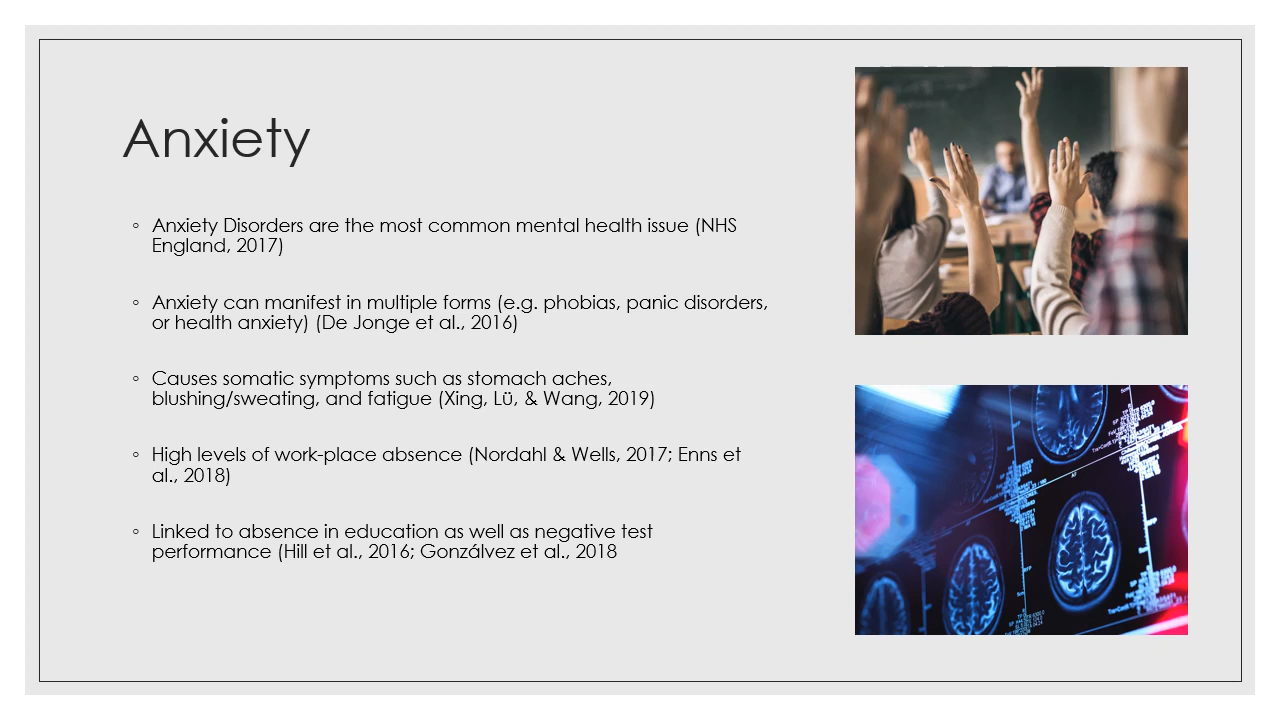 Anxiety
◦ Anxiety Disorders are the most common mental health issue (NHS
England, 2017)
◦ Anxiety can manifest in multiple forms (e.g. phobias, panic disorders,
or health anxiety) (De Jonge et al., 2016)
◦ Causes somatic symptoms such as stomach aches,
blushing/sweating, and fatigue (Xing, Lü, & Wang, 2019)
◦ High levels of work-place absence (Nordahl & Wells, 2017; Enns et
al., 2018)
◦ Linked to absence in education as well as negative test
performance (Hill et al., 2016; Gonzálvez et al., 2018